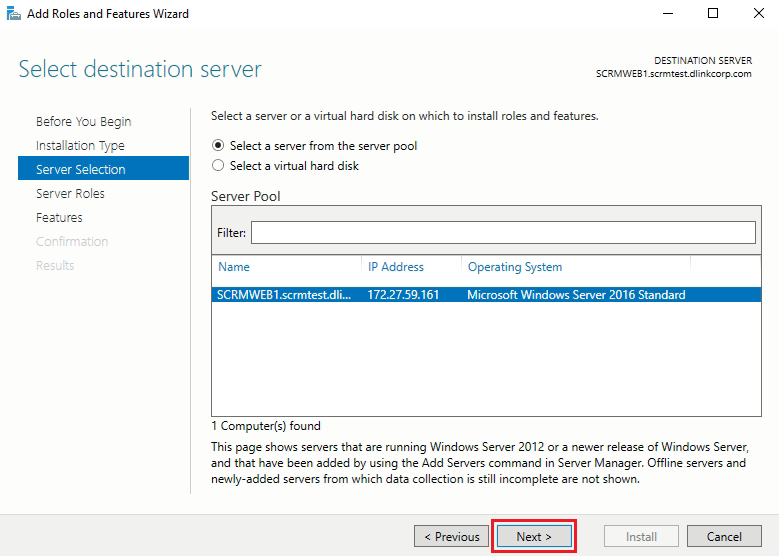 Add Roles and Features Wizard
Select destination server
DESTINATION SERVER
SCRMWEB1.scrmtest.dlinkcorp.com
Before You Begin
Installation Type
Server Selection
Server Roles
Features
Confirmation
Results
Select a server or a virtual hard disk on which to install roles and features.
Select a server from the server pool
Select a virtual hard disk
Server Pool
Filter:
Name IP Address Operating System
SCRMWEB1.scrmtest.dli... 172.27.59.161 Microsoft Windows Server 2016 Standard
1 Computer(s) found
This page shows servers that are running Windows Server 2012 or a newer release of Windows Server,
and that have been added by using the Add Servers command in Server Manager. Offline servers and
newly-added servers from which data collection is still incomplete are not shown.
< Previous Next > Install Cancel